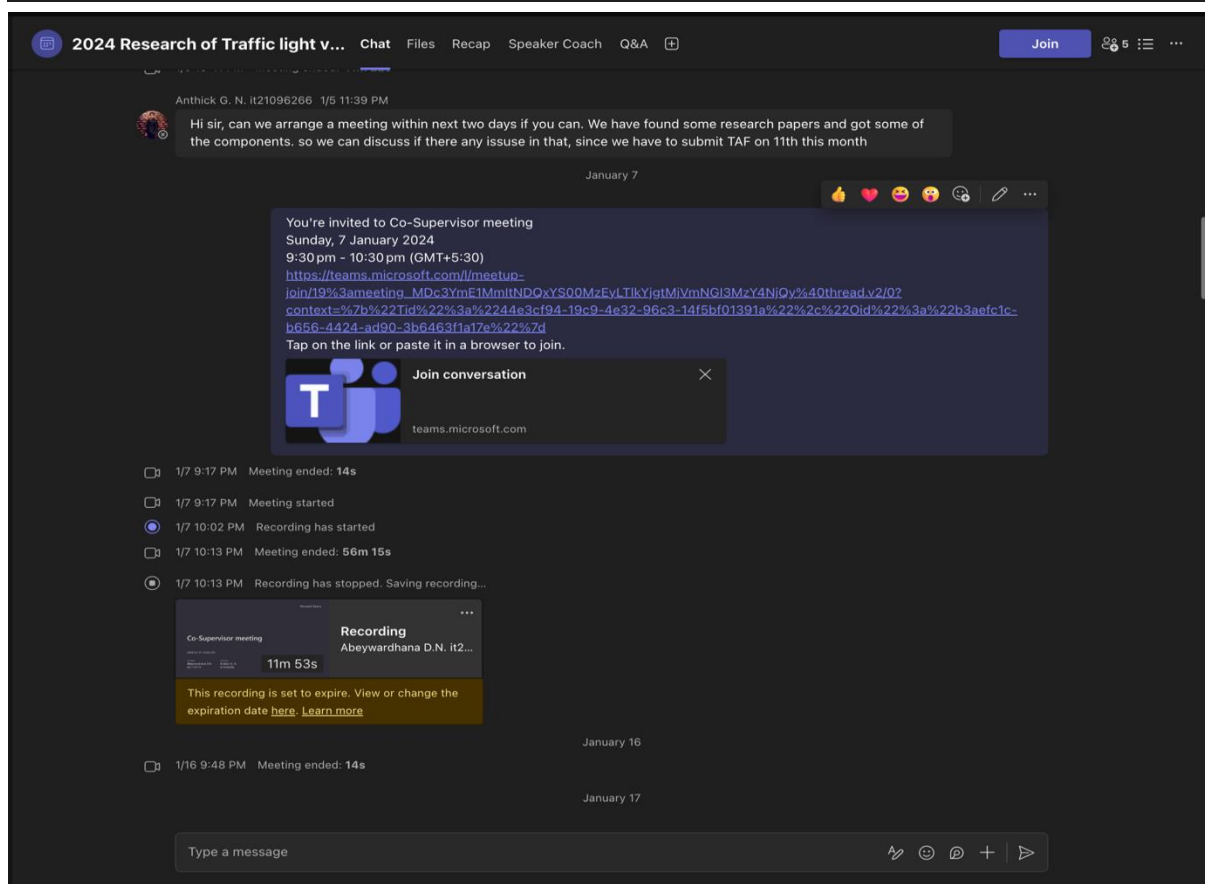 2024 Research of Traffic light v... Chat Files Recap Speaker Coach Q&A Join 5
Anthick G. N. it21096266 1/5 11:39 PM
Hi sir, can we arrange a meeting within next two days if you can. We have found some research papers and got some of
the components. so we can discuss if there any issuse in that, since we have to submit TAF on 11th this month
January 7
You're invited to Co-Supervisor meeting
Sunday, 7 January 2024
9:30 pm - 10:30 pm (GMT+5:30)
https://teams.microsoft.com/l/meetup-
join/19%3ameeting_MDc3YmE1MmItNDQxYS00MzEyLTlkYjgtMjVmNGI3MzY4NjQy%40thread.v2/0?
context=%7b%22Tid%22%3a%2244e3cf94-19c9-4e32-96c3-14f5bf01391a%22%2c%22Oid%22%3a%22b3aefc1c-
b656-4424-ad90-3b6463f1a17e%22%7d
Tap on the link or paste it in a browser to join.
Join conversation
T
teams.microsoft.com
1/7 9:17 PM Meeting ended: 14s
1/7 9:17 PM Meeting started
1/7 10:02 PM Recording has started
1/7 10:13 PM Meeting ended: 56m 15s
1/7 10:13 PM Recording has stopped. Saving recording...
Co-Supervisor meeting
Recording
Abeywardhana D.N. it2...
11m 53s
This recording is set to expire. View or change the
expiration date here. Learn more
January 16
1/16 9:48 PM Meeting ended: 14s
January 17
Type a message